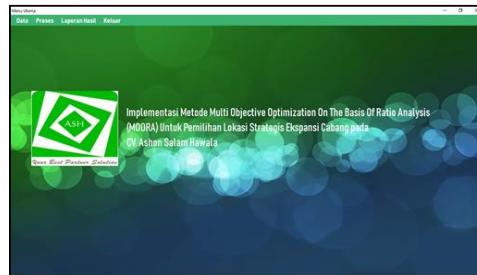 Menu Utama
Data Proses Laporan Hasil Keluar
ASH
Your Best Partner Solution
Implementasi Metode Multi Objective Optimization On The Basis Of Ratio Analysis
(MOORA) Untuk Pemilihan Lokasi Strategis Ekspansi Cabang pada
CV. Ashon Salam Hawala